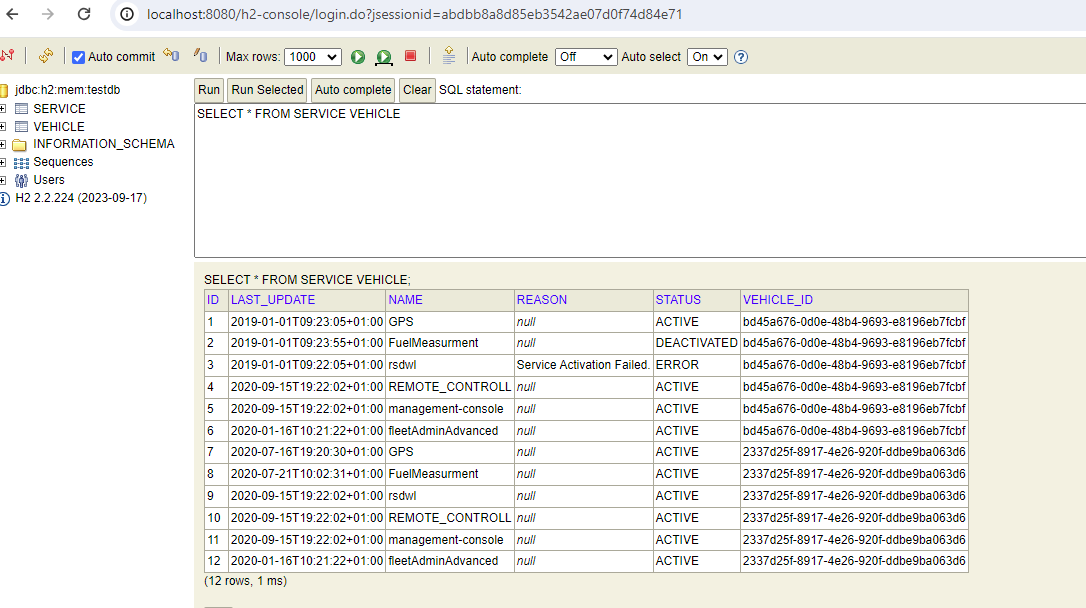 localhost:8080/h2-console/login.do?jsessionid=abdbb8a8d85eb3542ae07d0f74d84e71
Auto commit Max rows: 1000 Auto complete Off Auto select On ?
jdbc:h2:mem:testdb
SERVICE
VEHICLE
INFORMATION_SCHEMA
Sequences
Users
H2 2.2.224 (2023-09-17)
Run Run Selected Auto complete Clear SQL statement:
SELECT * FROM SERVICE VEHICLE
SELECT * FROM SERVICE VEHICLE;
ID LAST_UPDATE NAME REASON STATUS VEHICLE_ID
1 2019-01-01T09:23:05+01:00 GPS null ACTIVE bd45a676-0d0e-48b4-9693-e8196eb7fcbf
2 2019-01-01T09:23:55+01:00 FuelMeasurment null DEACTIVATED bd45a676-0d0e-48b4-9693-e8196eb7fcbf
3 2019-01-01T09:22:05+01:00 rsdwl Service Activation Failed. ERROR bd45a676-0d0e-48b4-9693-e8196eb7fcbf
4 2020-09-15T19:22:02+01:00 REMOTE_CONTROLL null ACTIVE bd45a676-0d0e-48b4-9693-e8196eb7fcbf
5 2020-09-15T19:22:02+01:00 management-console null ACTIVE bd45a676-0d0e-48b4-9693-e8196eb7fcbf
6 2020-01-16T10:21:22+01:00 fleetAdminAdvanced null ACTIVE bd45a676-0d0e-48b4-9693-e8196eb7fcbf
7 2020-07-16T19:20:30+01:00 GPS null ACTIVE 2337d25f-8917-4e26-920f-ddbe9ba063d6
8 2020-07-21T10:02:31+01:00 FuelMeasurment null ACTIVE 2337d25f-8917-4e26-920f-ddbe9ba063d6
9 2020-09-15T19:22:02+01:00 rsdwl null ACTIVE 2337d25f-8917-4e26-920f-ddbe9ba063d6
10 2020-09-15T19:22:02+01:00 REMOTE_CONTROLL null ACTIVE 2337d25f-8917-4e26-920f-ddbe9ba063d6
11 2020-09-15T19:22:02+01:00 management-console null ACTIVE 2337d25f-8917-4e26-920f-ddbe9ba063d6
12 2020-01-16T10:21:22+01:00 fleetAdminAdvanced null ACTIVE 2337d25f-8917-4e26-920f-ddbe9ba063d6
(12 rows, 1 ms)